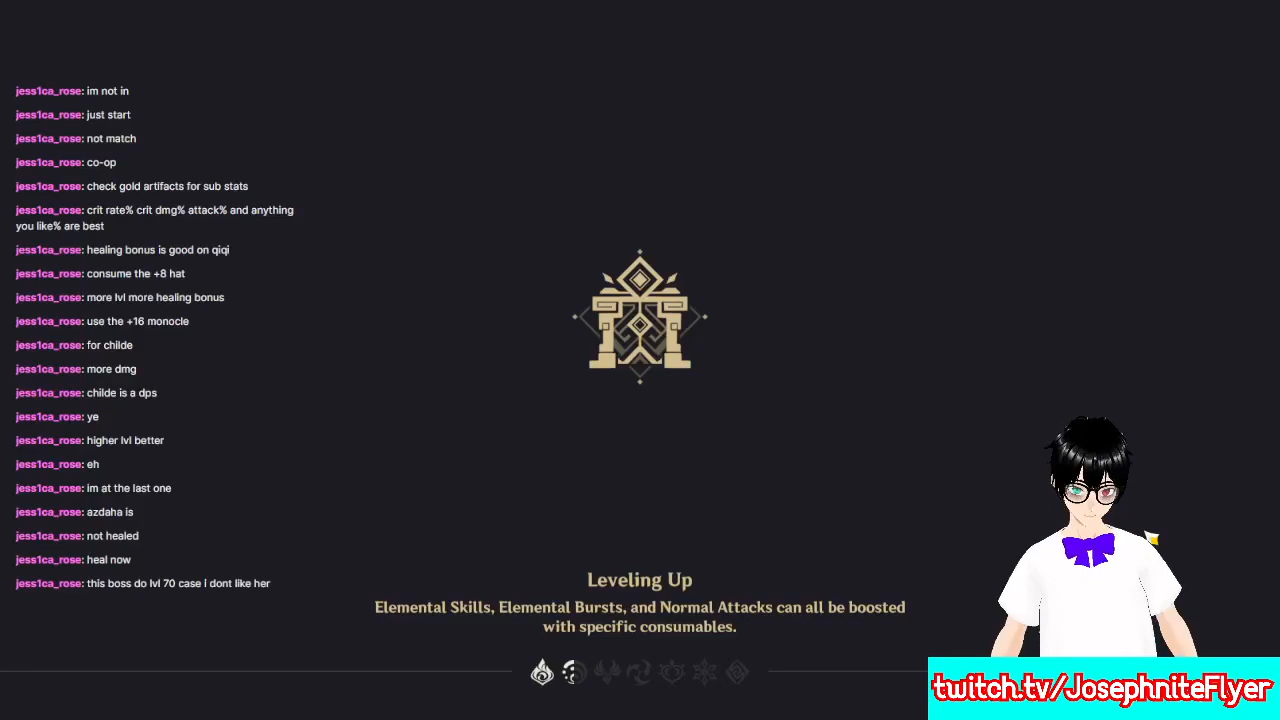 jess1ca_rose: im not in
jess1ca_rose: just start
jess1ca_rose: not match
jess1ca_rose: co-op
jess1ca_rose: check gold artifacts for sub stats
jess1ca_rose: crit rate% crit dmg% attack% and anything
you like% are best
jess1ca_rose: healing bonus is good on qiqi
jess1ca_rose: consume the +8 hat
jess1ca_rose: more lvl more healing bonus
jess1ca_rose: use the +16 monocle
jess1ca_rose: for childe
jess1ca_rose: more dmg
jess1ca_rose: childe is a dps
jess1ca_rose: ye
jess1ca_rose: higher lvl better
jess1ca_rose: eh
jess1ca_rose: im at the last one
jess1ca_rose: azdaha is
jess1ca_rose: not healed
jess1ca_rose: heal now
jess1ca_rose: this boss do lvl 70 case i dont like her
Leveling Up
Elemental Skills, Elemental Bursts, and Normal Attacks can all be boosted
with specific consumables.
twitch.tv/JosephniteFlyer